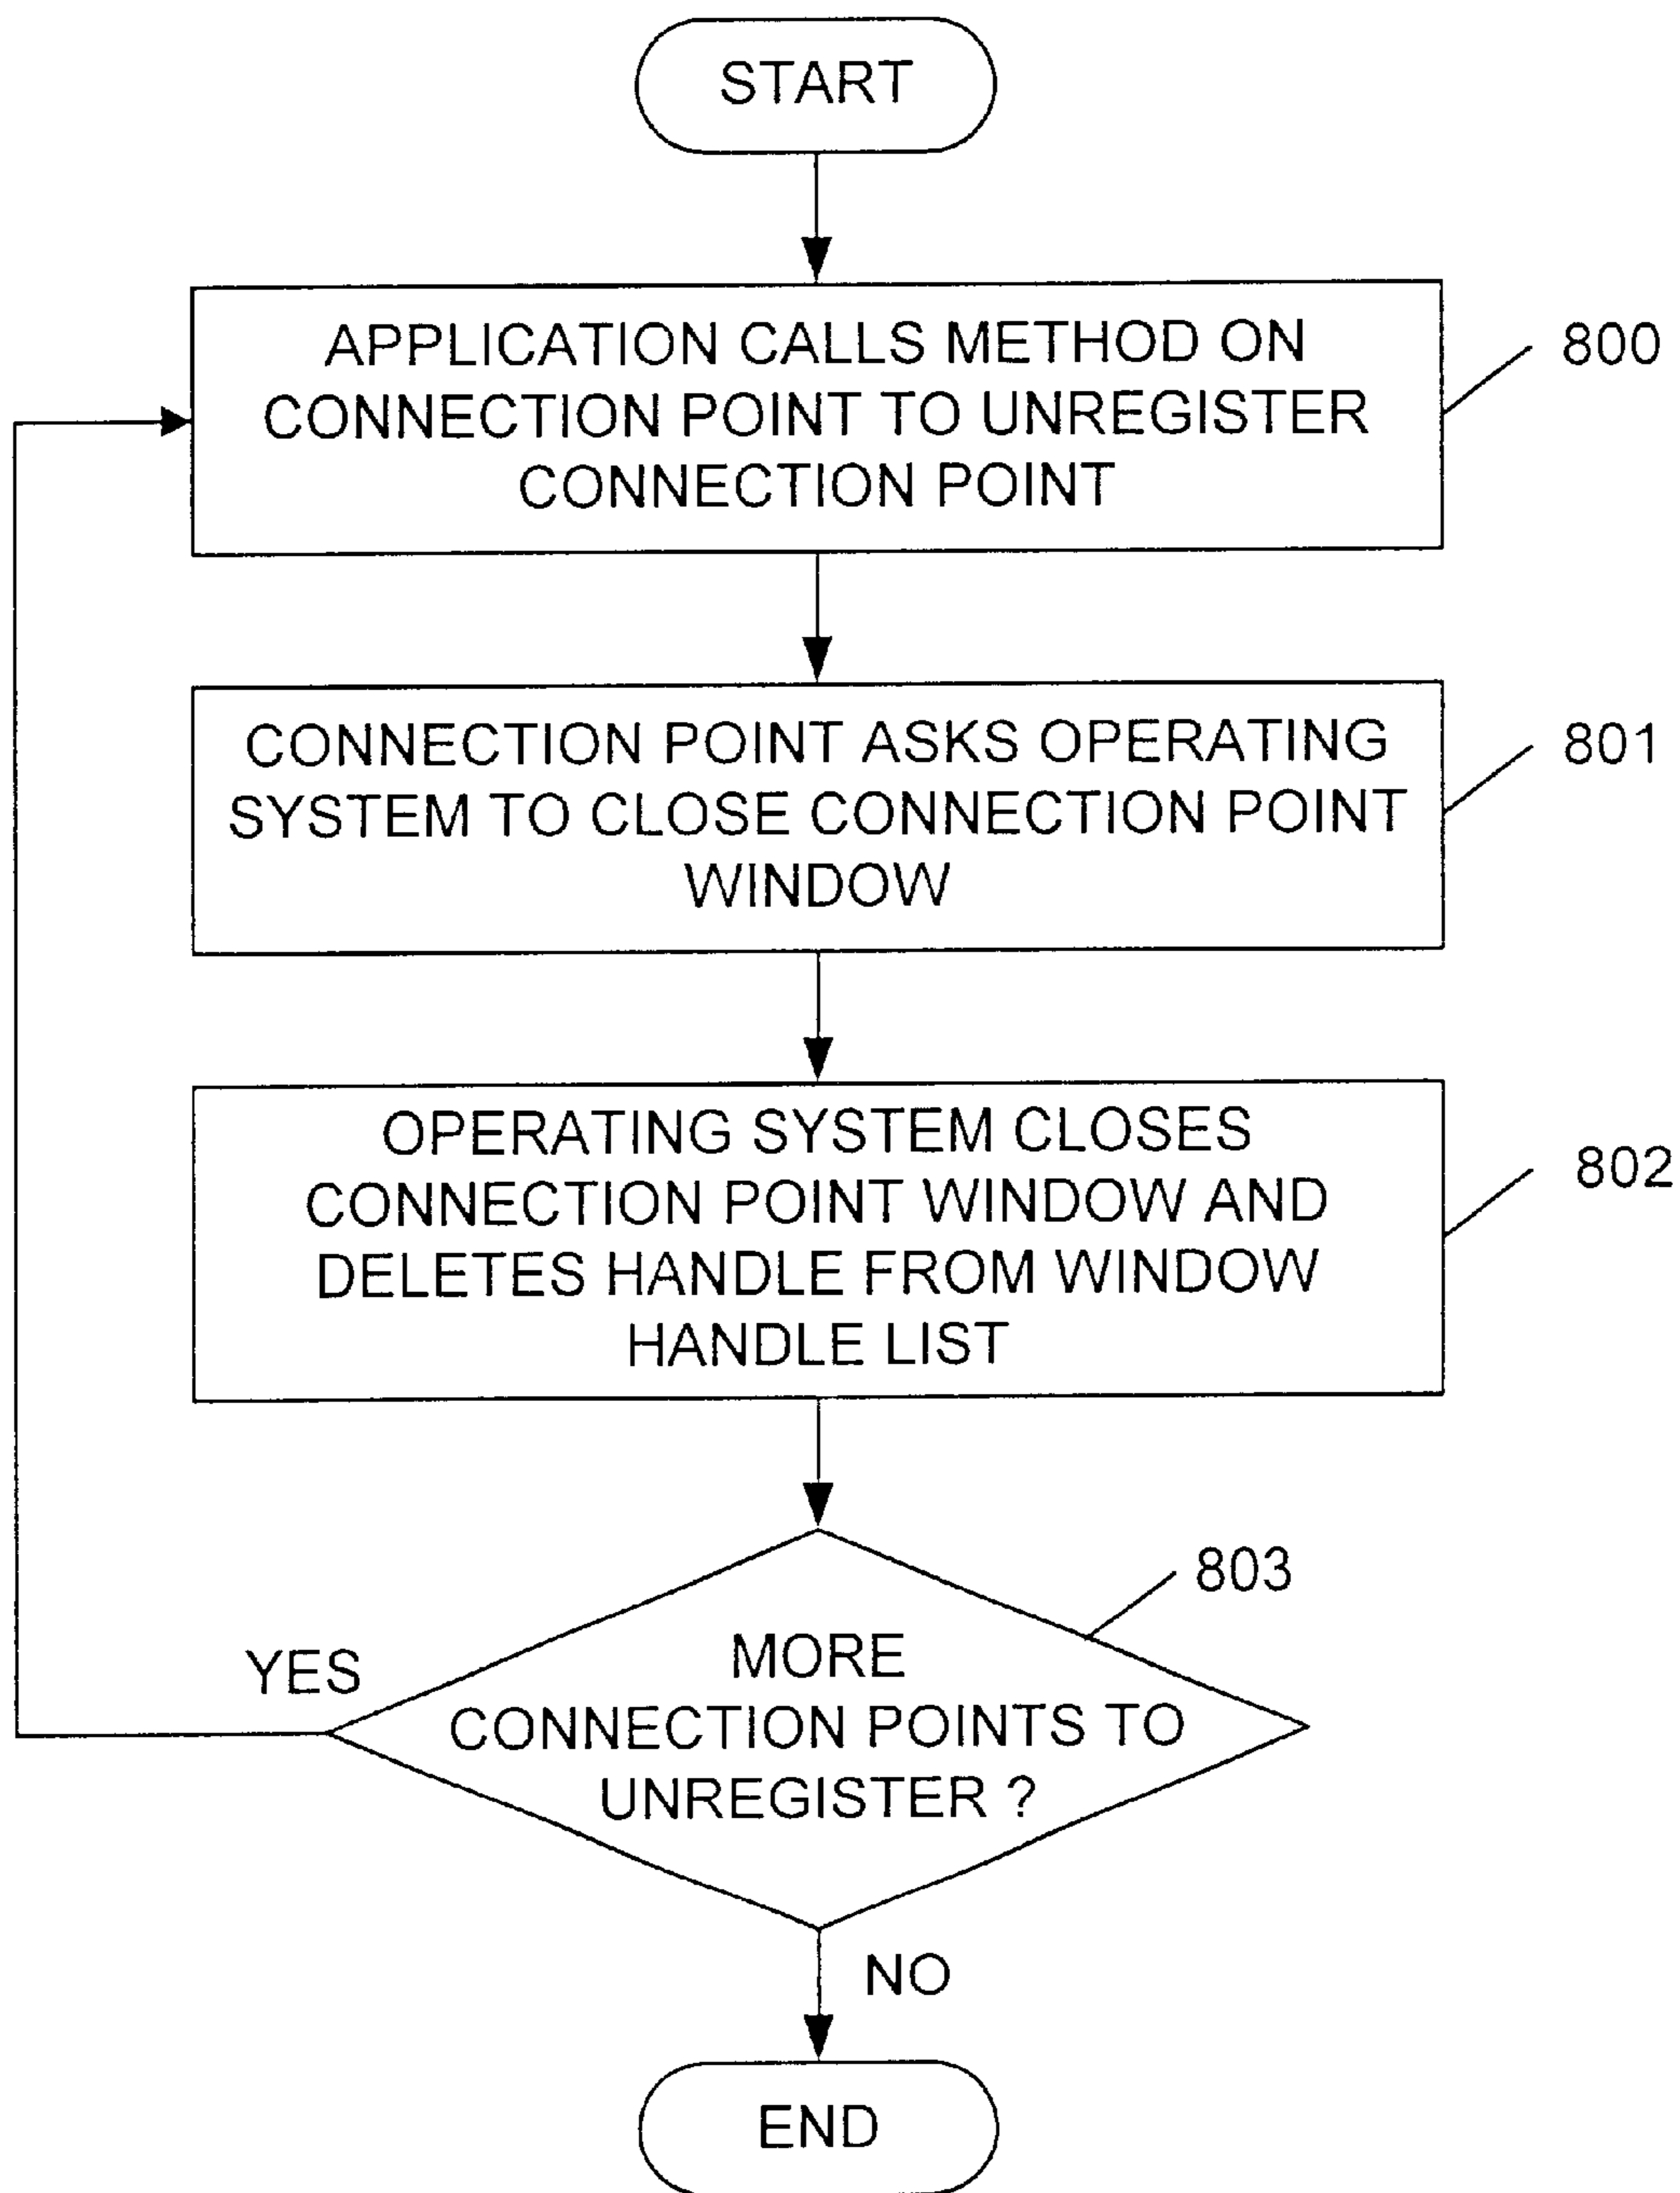 START
APPLICATION CALLS METHOD ON
CONNECTION POINT TO UNREGISTER
CONNECTION POINT
800
CONNECTION POINT ASKS OPERATING
SYSTEM TO CLOSE CONNECTION POINT
WINDOW
801
OPERATING SYSTEM CLOSES
CONNECTION POINT WINDOW AND
DELETES HANDLE FROM WINDOW
HANDLE LIST
802
803
YES
MORE
CONNECTION POINTS TO
UNREGISTER ?
NO
END